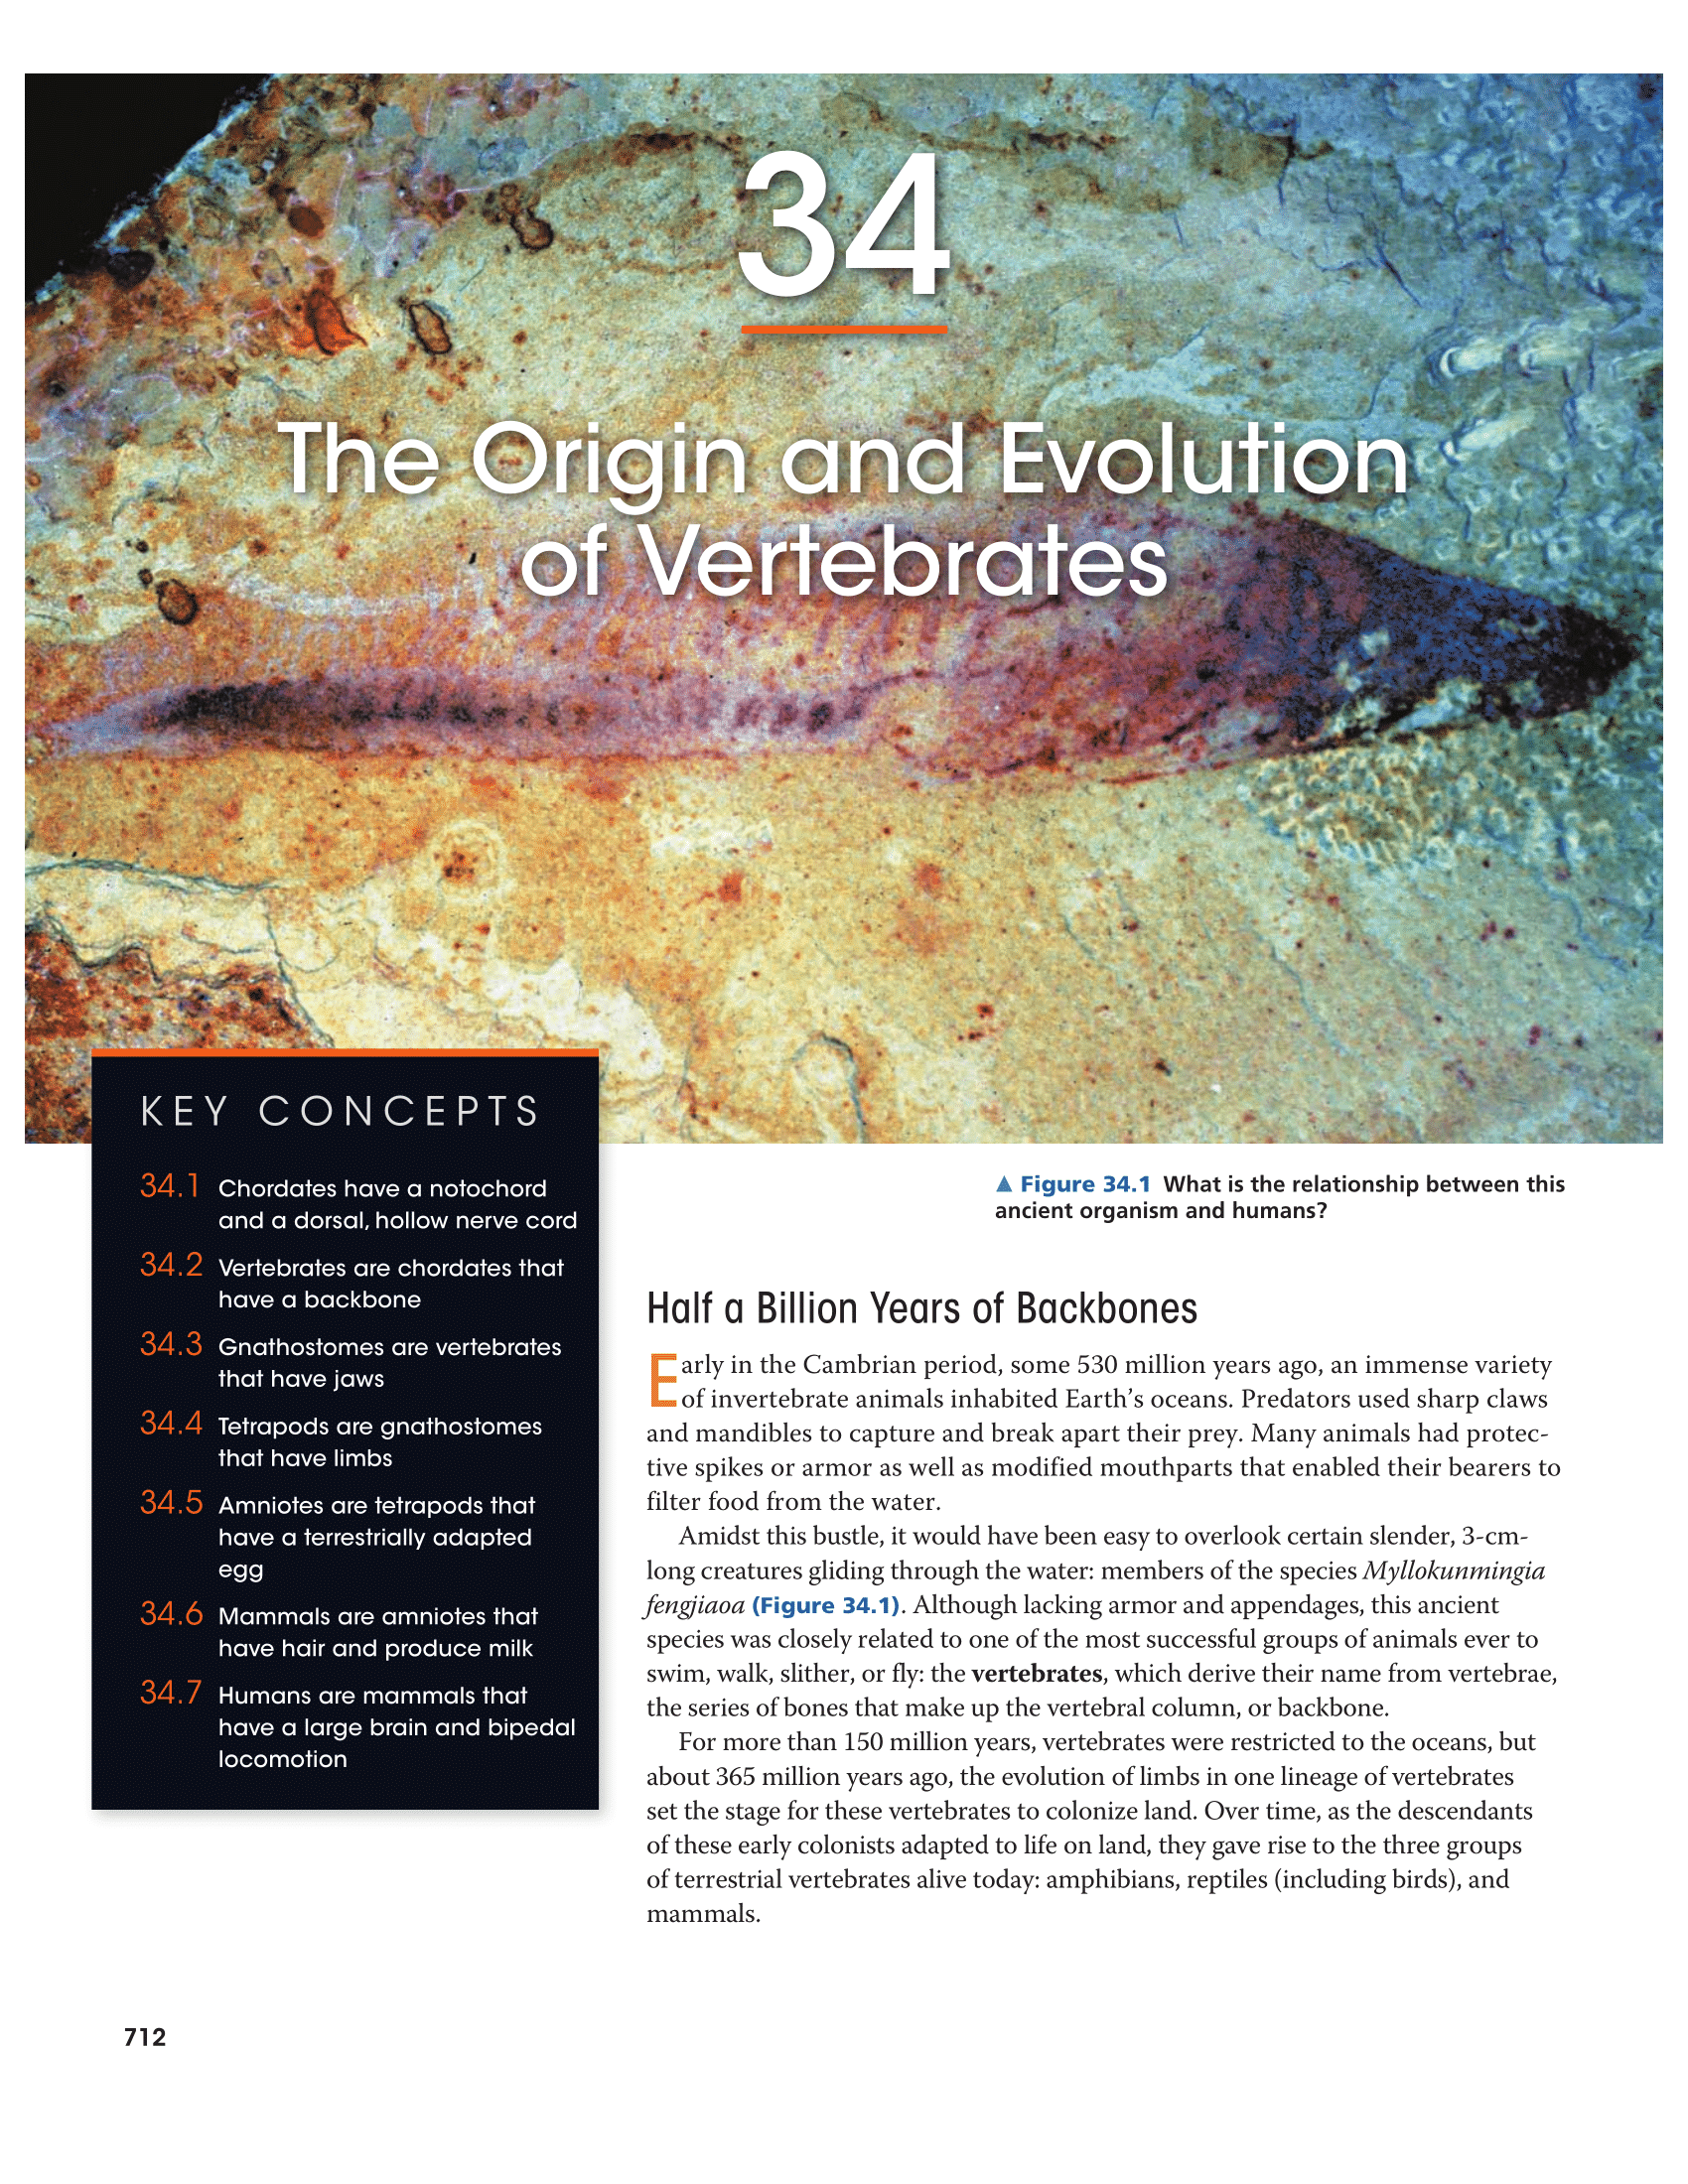 34
The Origin and Evolution
of Vertebrates
KEY CONCEPTS
34.1 Chordates have a notochord
and a dorsal, hollow nerve cord
34.2 Vertebrates are chordates that
have a backbone
34.3 Gnathostomes are vertebrates
that have jaws
34.4 Tetrapods are gnathostomes
that have limbs
34.5 Amniotes are tetrapods that
have a terrestrially adapted
egg
34.6 Mammals are amniotes that
have hair and produce milk
34.7 Humans are mammals that
have a large brain and bipedal
locomotion
▲ Figure 34.1 What is the relationship between this
ancient organism and humans?
Half a Billion Years of Backbones
Early in the Cambrian period, some 530 million years ago, an immense variety
of invertebrate animals inhabited Earth’s oceans. Predators used sharp claws
and mandibles to capture and break apart their prey. Many animals had protec-
tive spikes or armor as well as modified mouthparts that enabled their bearers to
filter food from the water.
Amidst this bustle, it would have been easy to overlook certain slender, 3-cm-
long creatures gliding through the water: members of the species Myllokunmingia
fengjiaoa (Figure 34.1). Although lacking armor and appendages, this ancient
species was closely related to one of the most successful groups of animals ever to
swim, walk, slither, or fly: the vertebrates, which derive their name from vertebrae,
the series of bones that make up the vertebral column, or backbone.
For more than 150 million years, vertebrates were restricted to the oceans, but
about 365 million years ago, the evolution of limbs in one lineage of vertebrates
set the stage for these vertebrates to colonize land. Over time, as the descendants
of these early colonists adapted to life on land, they gave rise to the three groups
of terrestrial vertebrates alive today: amphibians, reptiles (including birds), and
mammals.
712